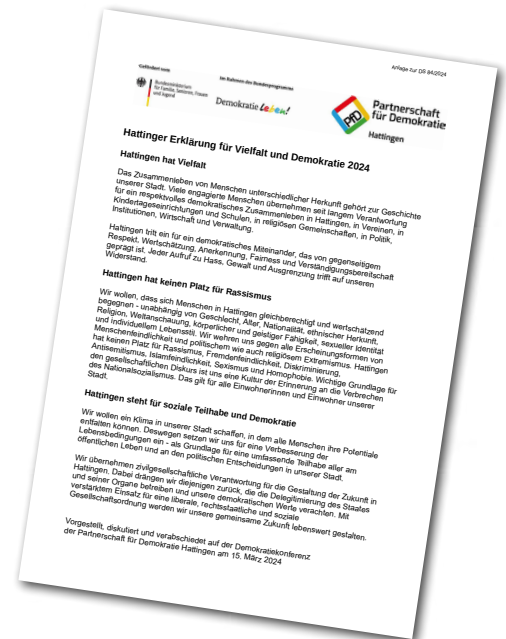 Anlage zur DS 84/2024
Gefördert vom
Bundesministerium
für Familie, Senioren, Frauen
und Jugend
Im Rahmen des Bundesprogramms
Demokratie leben!
PfD
Partnerschaft
für Demokratie
Hattingen
Hattinger Erklärung für Vielfalt und Demokratie 2024
Hattingen hat Vielfalt
Das Zusammenleben von Menschen unterschiedlicher Herkunft gehört zur Geschichte
unserer Stadt. Viele engagierte Menschen übernehmen seit langem Verantwortung
für ein respektvolles demokratisches Zusammenleben in Hattingen, in Vereinen, in
Kindertageseinrichtungen und Schulen, in religiösen Gemeinschaften, in Politik,
Institutionen, Wirtschaft und Verwaltung.
Hattingen tritt ein für ein demokratisches Miteinander, das von gegenseitigem
Respekt, Wertschätzung, Anerkennung, Fairness und Verständigungsbereitschaft
geprägt ist. Jeder Aufruf zu Hass, Gewalt und Ausgrenzung trifft auf unseren
Widerstand.
Hattingen hat keinen Platz für Rassismus
Wir wollen, dass sich Menschen in Hattingen gleichberechtigt und wertschätzend
begegnen - unabhängig von Geschlecht, Alter, Nationalität, ethnischer Herkunft,
Religion, Weltanschauung, körperlicher und geistiger Fähigkeit, sexueller Identität
und individuellem Lebensstil. Wir wehren uns gegen alle Erscheinungsformen von
Menschenfeindlichkeit und politischem wie auch religiösem Extremismus. Hattingen
hat keinen Platz für Rassismus, Fremdenfeindlichkeit, Diskriminierung,
Antisemitismus, Islamfeindlichkeit, Sexismus und Homophobie. Wichtige Grundlage für
den gesellschaftlichen Diskurs ist uns eine Kultur der Erinnerung an die Verbrechen
des Nationalsozialismus. Das gilt für alle Einwohnerinnen und Einwohner unserer
Stadt.
Hattingen steht für soziale Teilhabe und Demokratie
Wir wollen ein Klima in unserer Stadt schaffen, in dem alle Menschen ihre Potentiale
entfalten können. Deswegen setzen wir uns für eine Verbesserung der
Lebensbedingungen ein - als Grundlage für eine umfassende Teilhabe aller am
öffentlichen Leben und an den politischen Entscheidungen in unserer Stadt.
Wir übernehmen zivilgesellschaftliche Verantwortung für die Gestaltung der Zukunft in
Hattingen. Dabei drängen wir diejenigen zurück, die die Delegitimierung des Staates
und seiner Organe betreiben und unsere demokratischen Werte verachten. Mit
verstärktem Einsatz für eine liberale, rechtsstaatliche und soziale
Gesellschaftsordnung werden wir unsere gemeinsame Zukunft lebenswert gestalten.
Vorgestellt, diskutiert und verabschiedet auf der Demokratiekonferenz
der Partnerschaft für Demokratie Hattingen am 15. März 2024